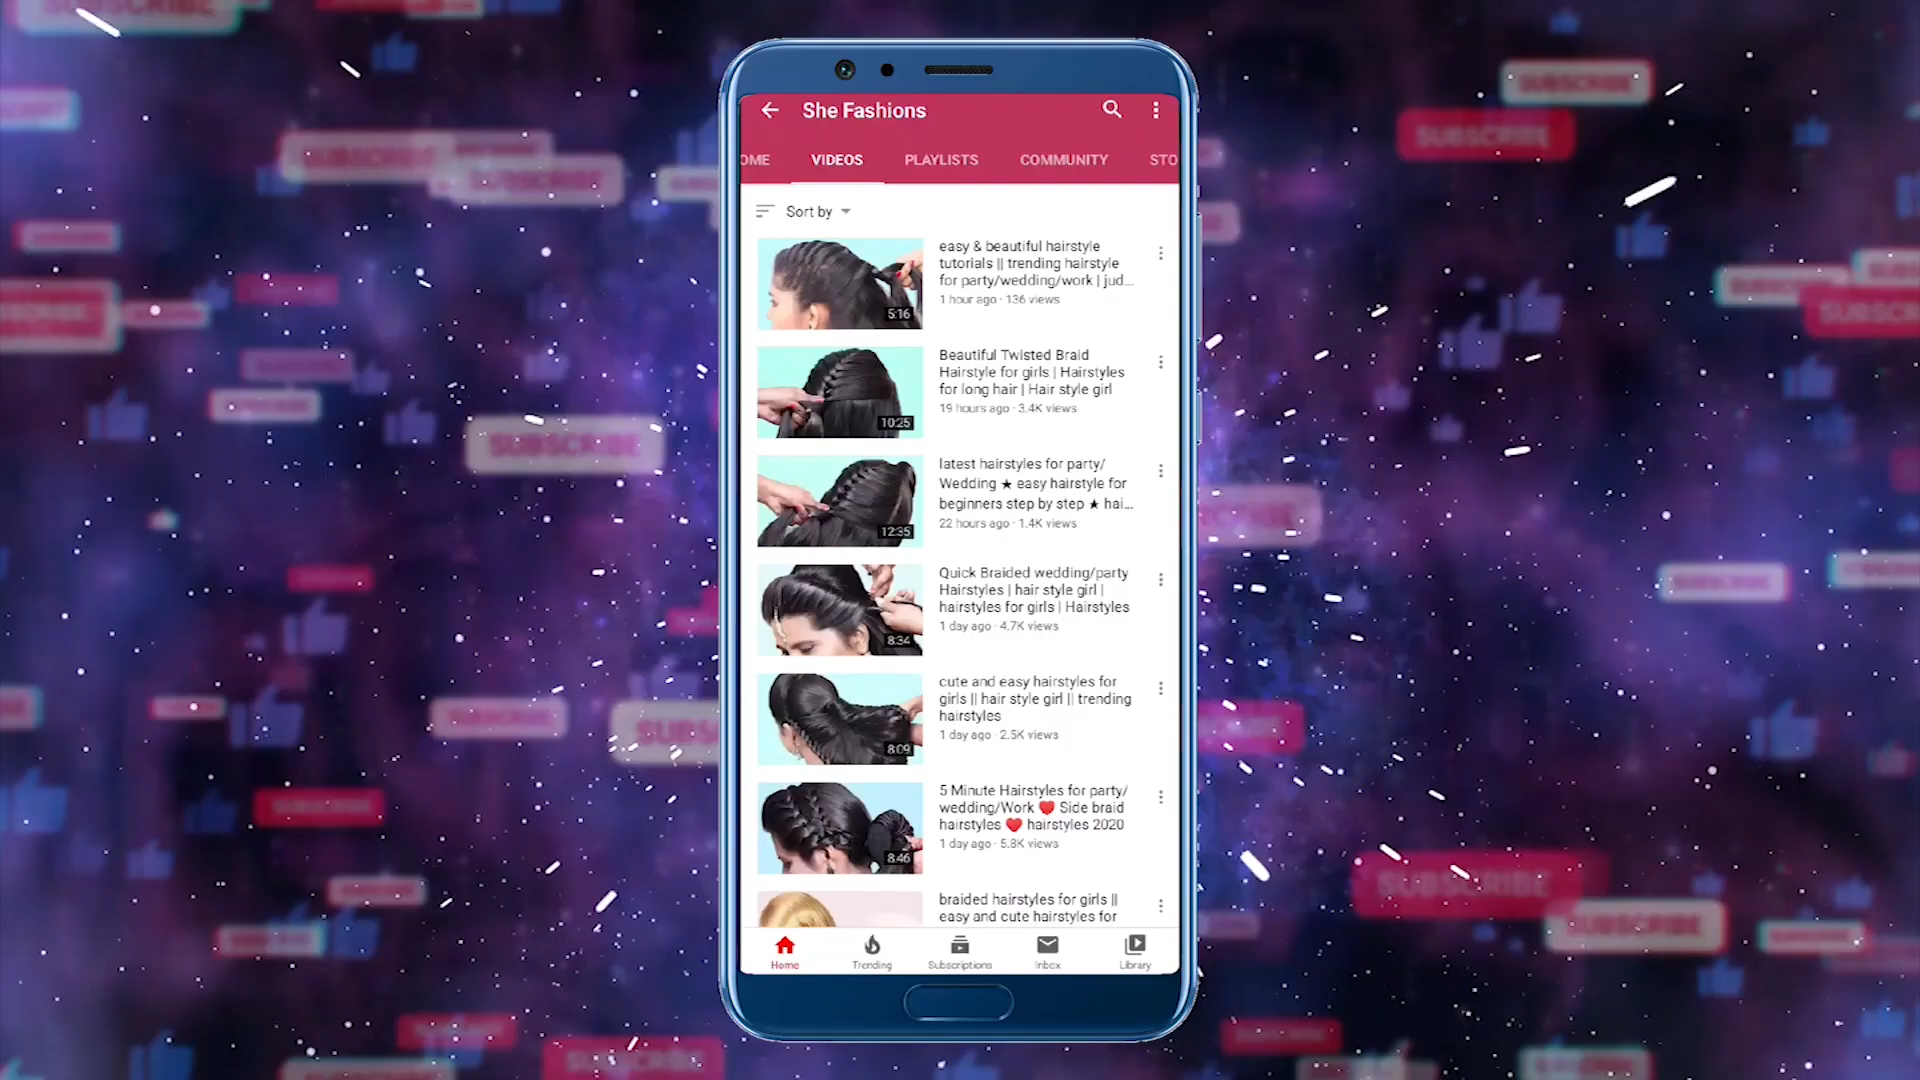 She Fashions
OME VIDEOS PLAYLISTS COMMUNITY STO
Sort by
easy & beautiful hairstyle
tutorials || trending hairstyle
for party/wedding/work | jud...
1 hour ago · 136 views
5:16
Beautiful Twisted Braid
Hairstyle for girls | Hairstyles
for long hair | Hair style girl
19 hours ago · 3.4K views
10:25
latest hairstyles for party/
Wedding ★ easy hairstyle for
beginners step by step ★ hai...
22 hours ago · 1.4K views
12:35
Quick Braided wedding/party
Hairstyles | hair style girl |
hairstyles for girls | Hairstyles
1 day ago · 4.7K views
8:34
cute and easy hairstyles for
girls || hair style girl || trending
hairstyles
1 day ago · 2.5K views
8:09
5 Minute Hairstyles for party/
wedding/Work ♥ Side braid
hairstyles ♥ hairstyles 2020
1 day ago · 5.8K views
8:46
braided hairstyles for girls ||
easy and cute hairstyles for
Home Trending Subscriptions Inbox Library
SUBSCRIBE
SUBSCRIBE
SUBSCRIBE
SUBSCRIBE